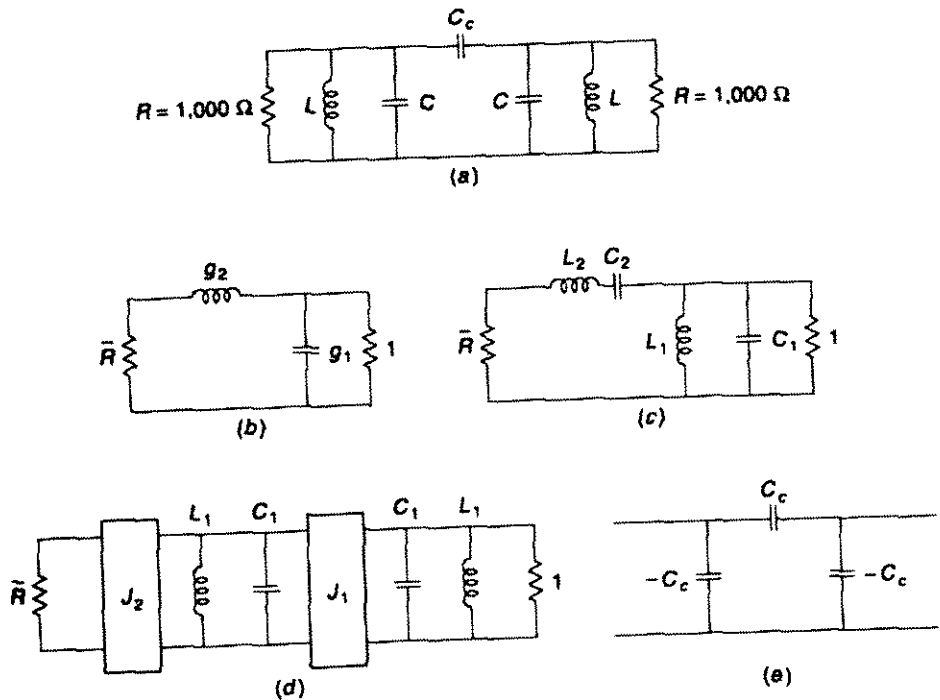 C_c
R = 1,000 Ω L C C L R = 1,000 Ω
(a)
g_2
R̄ g_1 1
(b)
L_2 C_2
R̄ L_1 C_1 1
(c)
L_1 C_1 C_1 L_1
R̄ J_2 J_1 1
(d)
C_c
-C_c -C_c
(e)